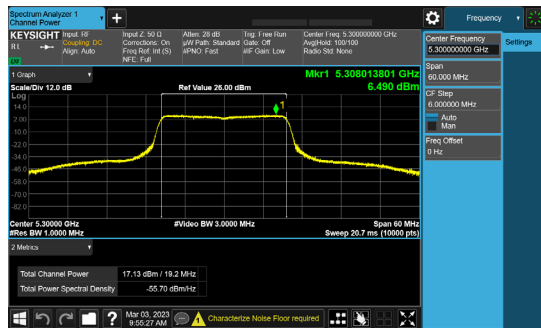 Spectrum Analyzer 1
Channel Power
+
Frequency
KEYSIGHT
RL
Input: RF
Coupling: DC
Align: Auto
Input Z: 50 Ω
Corrections: On
Freq Ref: Int (S)
NFE: Full
Atten: 28 dB
µW Path: Standard
#PNO: Fast
Trig: Free Run
Gate: Off
#IF Gain: Low
Center Freq: 5.300000000 GHz
Avg|Hold: 100/100
Radio Std: None
Center Frequency
5.300000000 GHz
Settings
Span
60.000 MHz
CF Step
6.000000 MHz
Auto
Man
Freq Offset
0 Hz
1 Graph
Scale/Div 12.0 dB
Ref Value 26.00 dBm
Mkr1 5.308013801 GHz
6.490 dBm
Log
14.0
2.00
-10.0
-22.0
-34.0
-46.0
-58.0
-70.0
-82.0
1
Center 5.30000 GHz
#Res BW 1.0000 MHz
#Video BW 3.0000 MHz
Span 60 MHz
Sweep 20.7 ms (10000 pts)
2 Metrics
Total Channel Power 17.13 dBm / 19.2 MHz
Total Power Spectral Density -55.70 dBm/Hz
?
Mar 03, 2023
9:55:27 AM
Characterize Noise Floor required